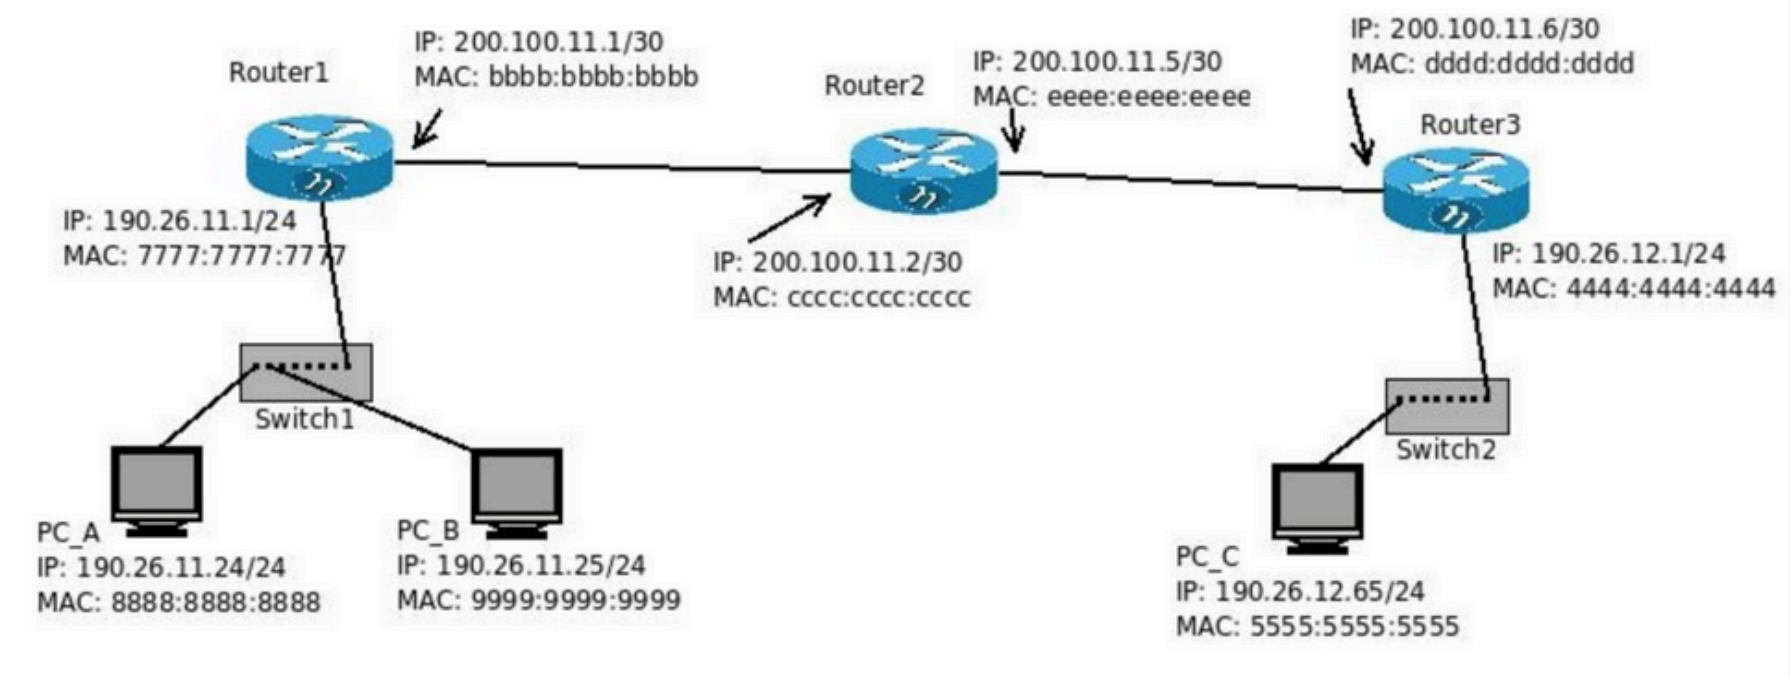 Router1
IP: 200.100.11.1/30
MAC: bbbb:bbbb:bbbb
Router2
IP: 200.100.11.5/30
MAC: eeee:eeee:eeee
IP: 200.100.11.6/30
MAC: dddd:dddd:dddd
Router3
IP: 190.26.11.1/24
MAC: 7777:7777:7777
IP: 200.100.11.2/30
MAC: cccc:cccc:cccc
IP: 190.26.12.1/24
MAC: 4444:4444:4444
Switch1
Switch2
PC_A
IP: 190.26.11.24/24
MAC: 8888:8888:8888
PC_B
IP: 190.26.11.25/24
MAC: 9999:9999:9999
PC_C
IP: 190.26.12.65/24
MAC: 5555:5555:5555